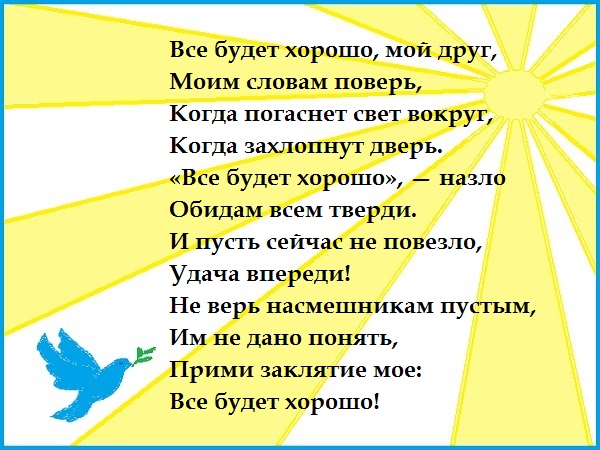 Все будет хорошо, мой друг,
Моим словам поверь,
Когда погаснет свет вокруг,
Когда захлопнут дверь.
«Все будет хорошо», — назло
Обидам всем тверди.
И пусть сейчас не повезло,
Удача впереди!
Не верь насмешникам пустым,
Им не дано понять,
Прими заклятие мое:
Все будет хорошо!